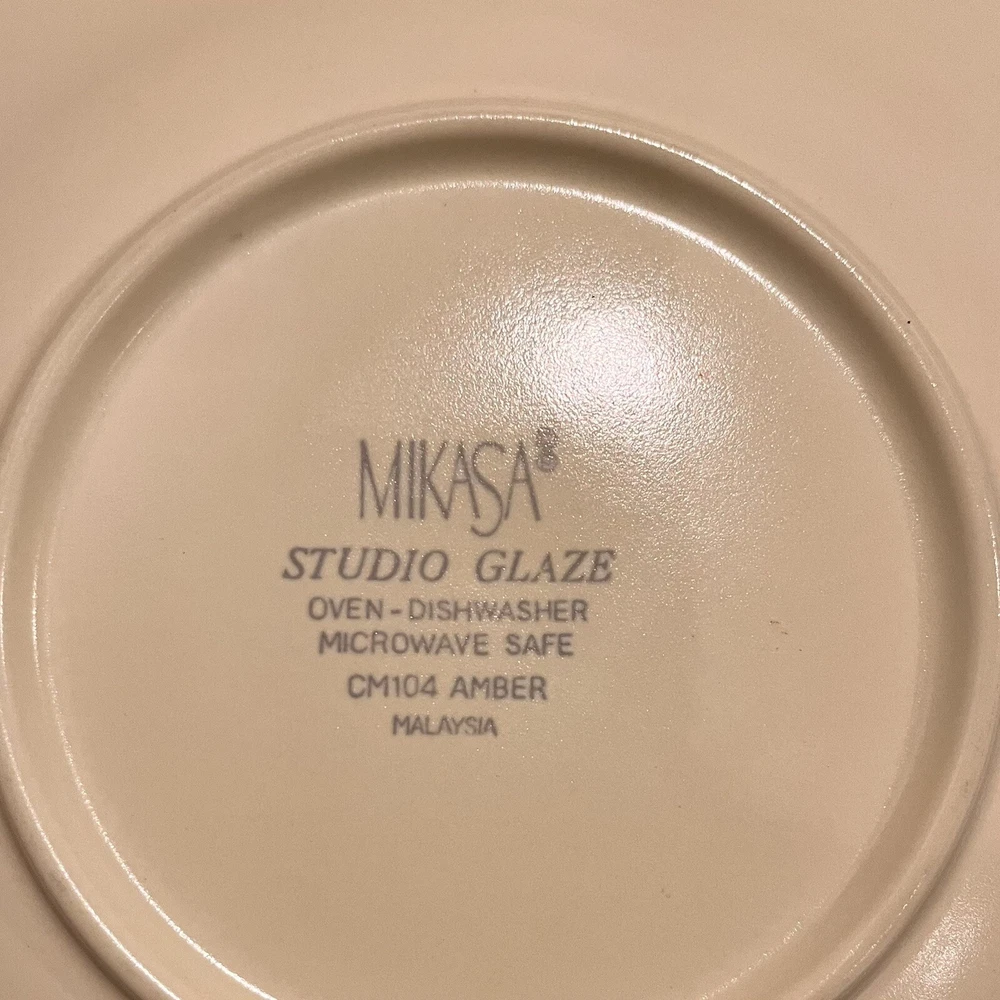 MIKASA®
STUDIO GLAZE
OVEN-DISHWASHER
MICROWAVE SAFE
CM104 AMBER
MALAYSIA